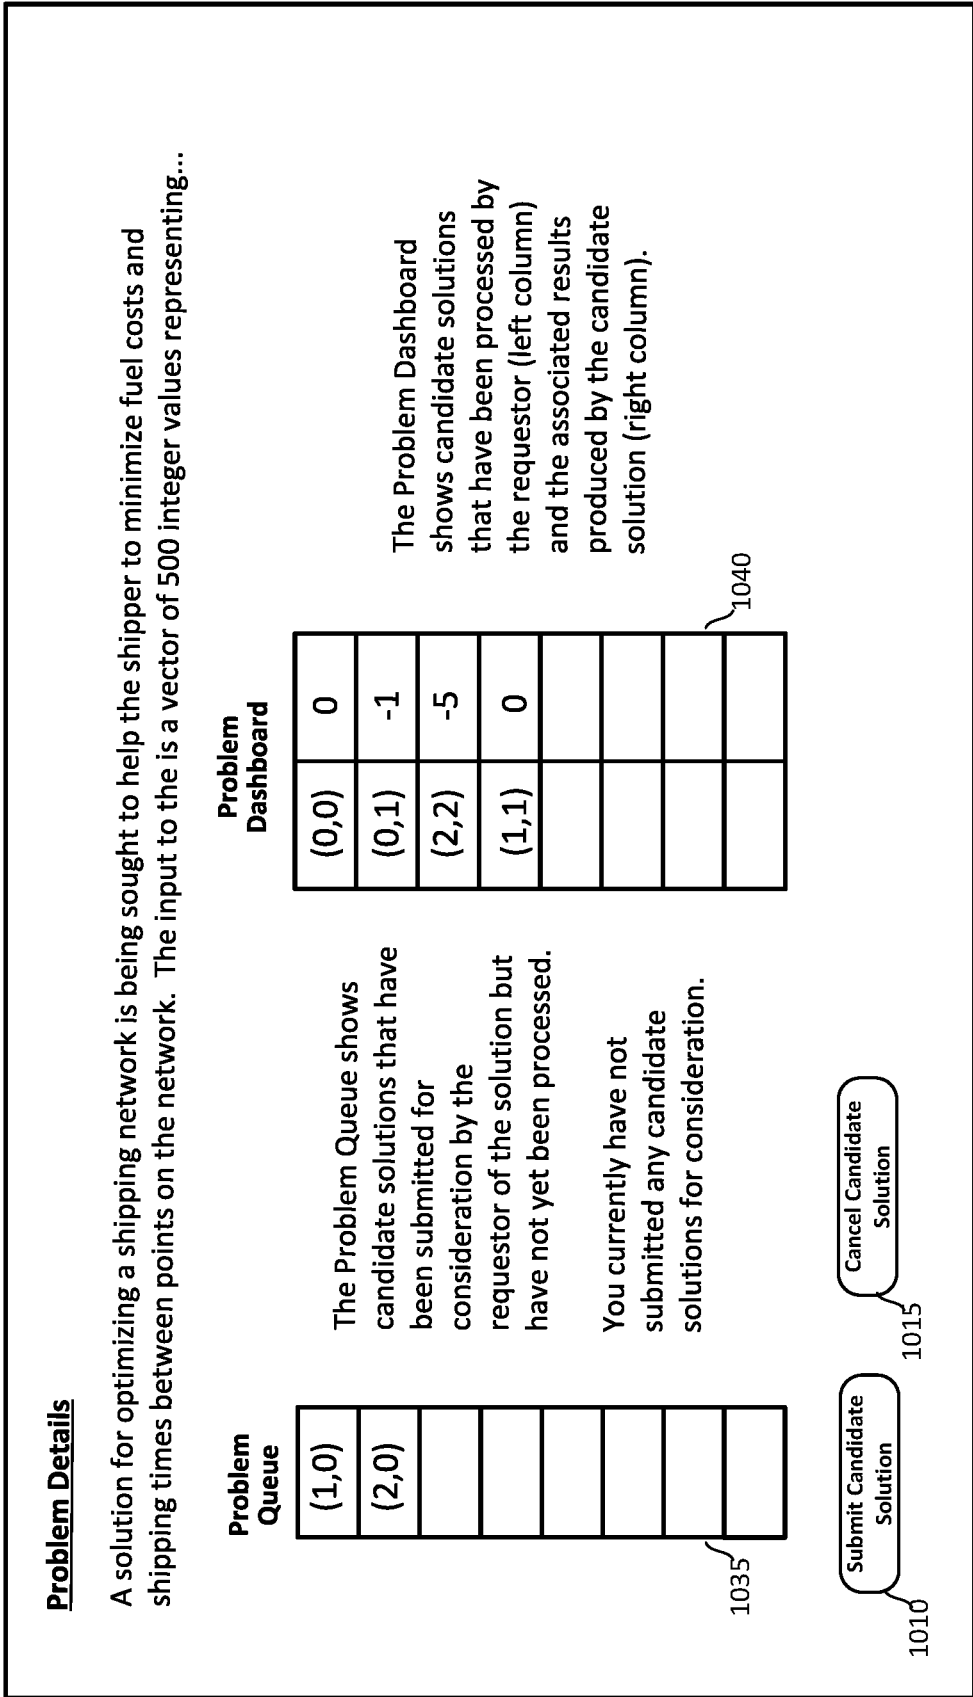 Problem Details
A solution for optimizing a shipping network is being sought to help the shipper to minimize fuel costs and
shipping times between points on the network.  The input to the is a vector of 500 integer values representing...
Problem
Queue
(1,0)
(2,0)
1035
The Problem Queue shows
candidate solutions that have
been submitted for
consideration by the
requestor of the solution but
have not yet been processed.
You currently have not
submitted any candidate
solutions for consideration.
Problem
Dashboard
(0,0) 0
(0,1) -1
(2,2) -5
(1,1) 0
1040
The Problem Dashboard
shows candidate solutions
that have been processed by
the requestor (left column)
and the associated results
produced by the candidate
solution (right column).
Submit Candidate
Solution
1010
Cancel Candidate
Solution
1015